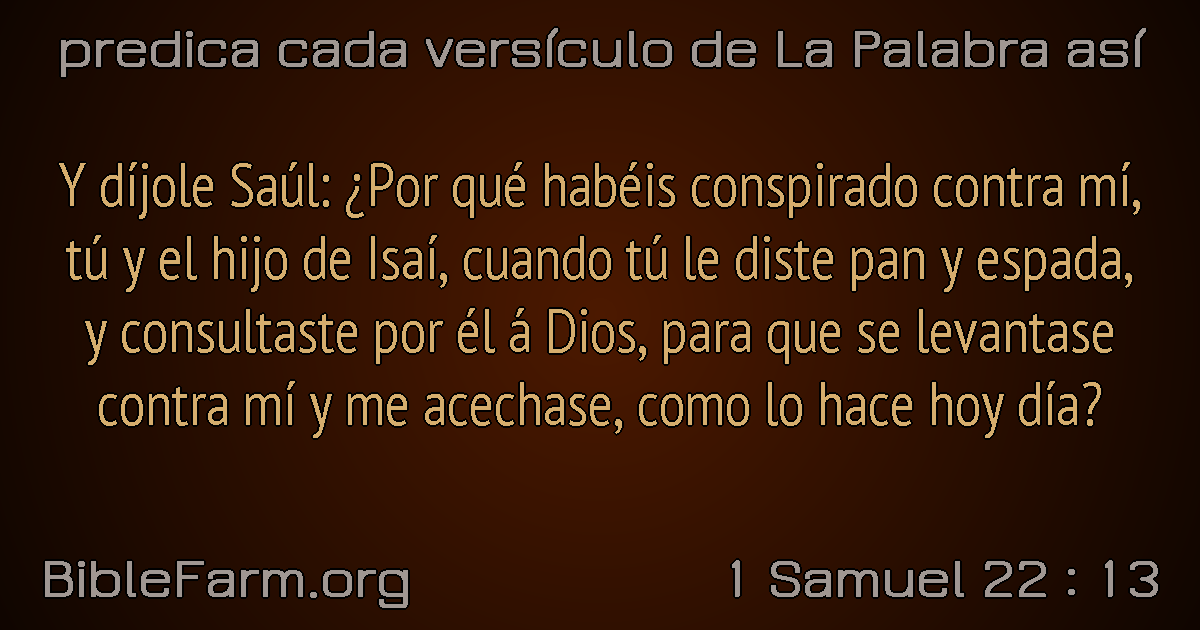 predica cada versículo de La Palabra así
Y díjole Saúl: ¿Por qué habéis conspirado contra mí,
tú y el hijo de Isaí, cuando tú le diste pan y espada,
y consultaste por él á Dios, para que se levantase
contra mí y me acechase, como lo hace hoy día?
BibleFarm.org
1 Samuel 22 : 13